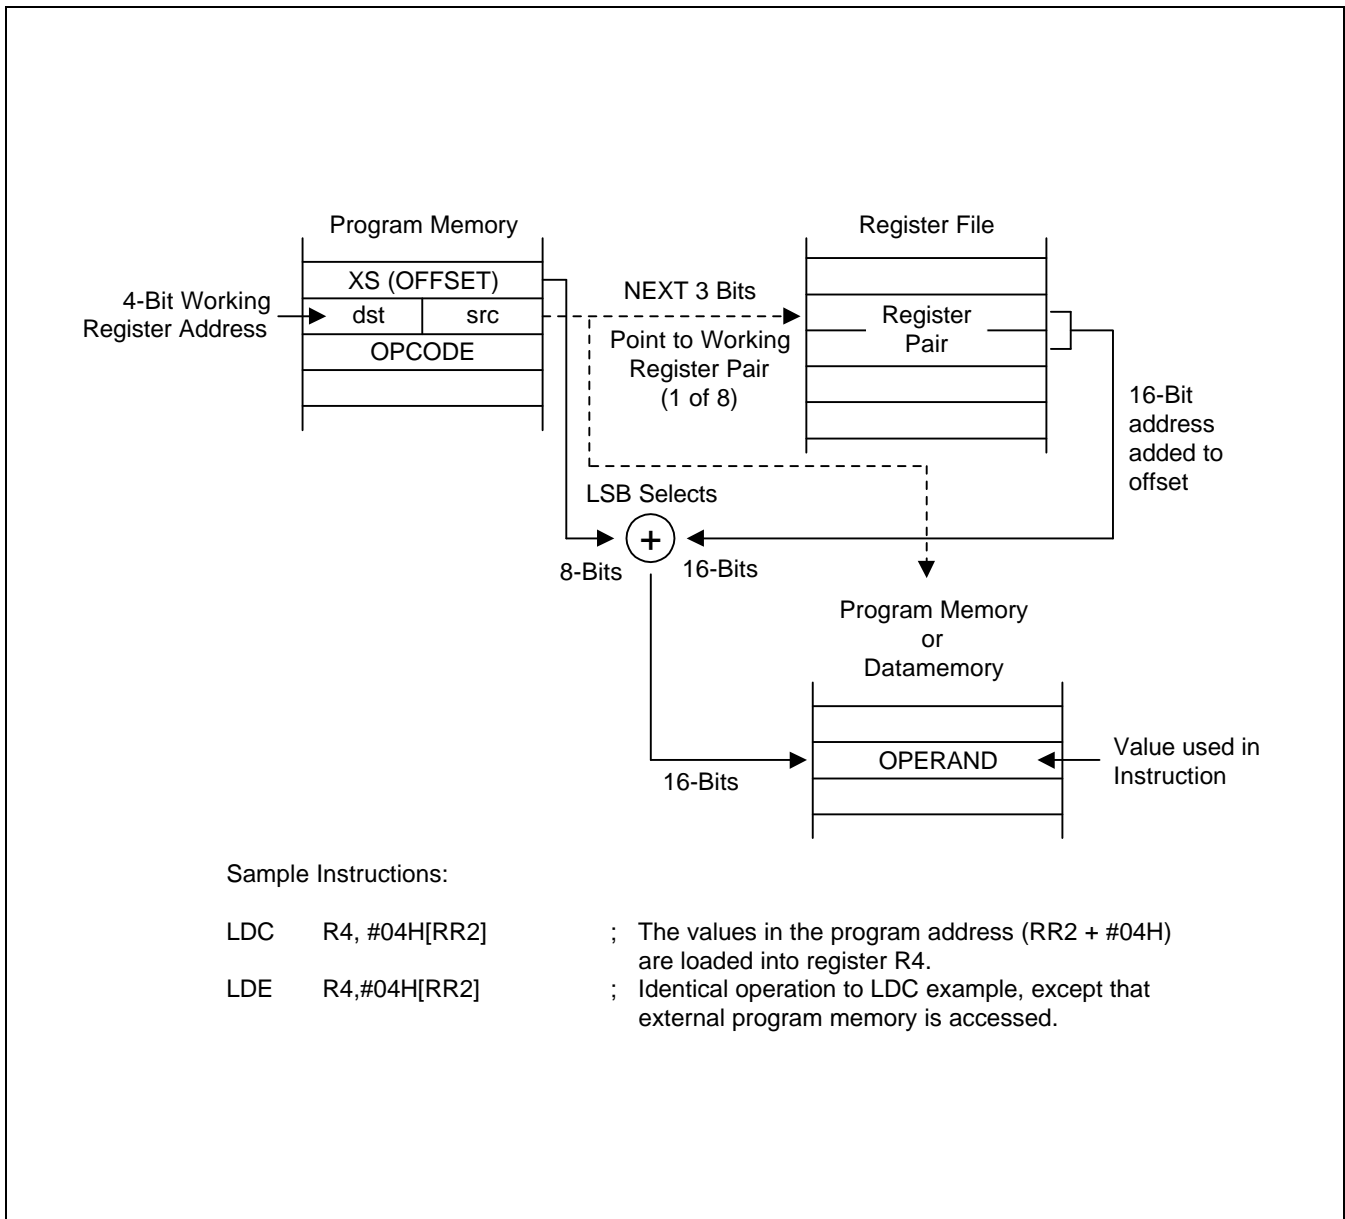 Program Memory
Register File
XS (OFFSET)
4-Bit Working
Register Address
dst
src
OPCODE
NEXT 3 Bits
Point to Working
Register Pair
(1 of 8)
Register
Pair
16-Bit
address
added to
offset
LSB Selects
+
8-Bits
16-Bits
Program Memory
or
Datamemory
OPERAND
Value used in
Instruction
16-Bits
Sample Instructions:
LDC R4, #04H[RR2] ; The values in the program address (RR2 + #04H)
are loaded into register R4.
LDE R4,#04H[RR2] ; Identical operation to LDC example, except that
external program memory is accessed.